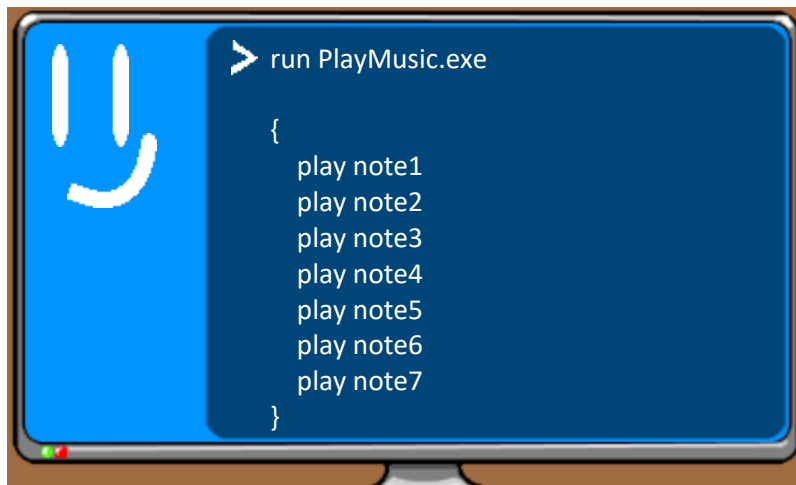 > run PlayMusic.exe
{
play note1
play note2
play note3
play note4
play note5
play note6
play note7
}